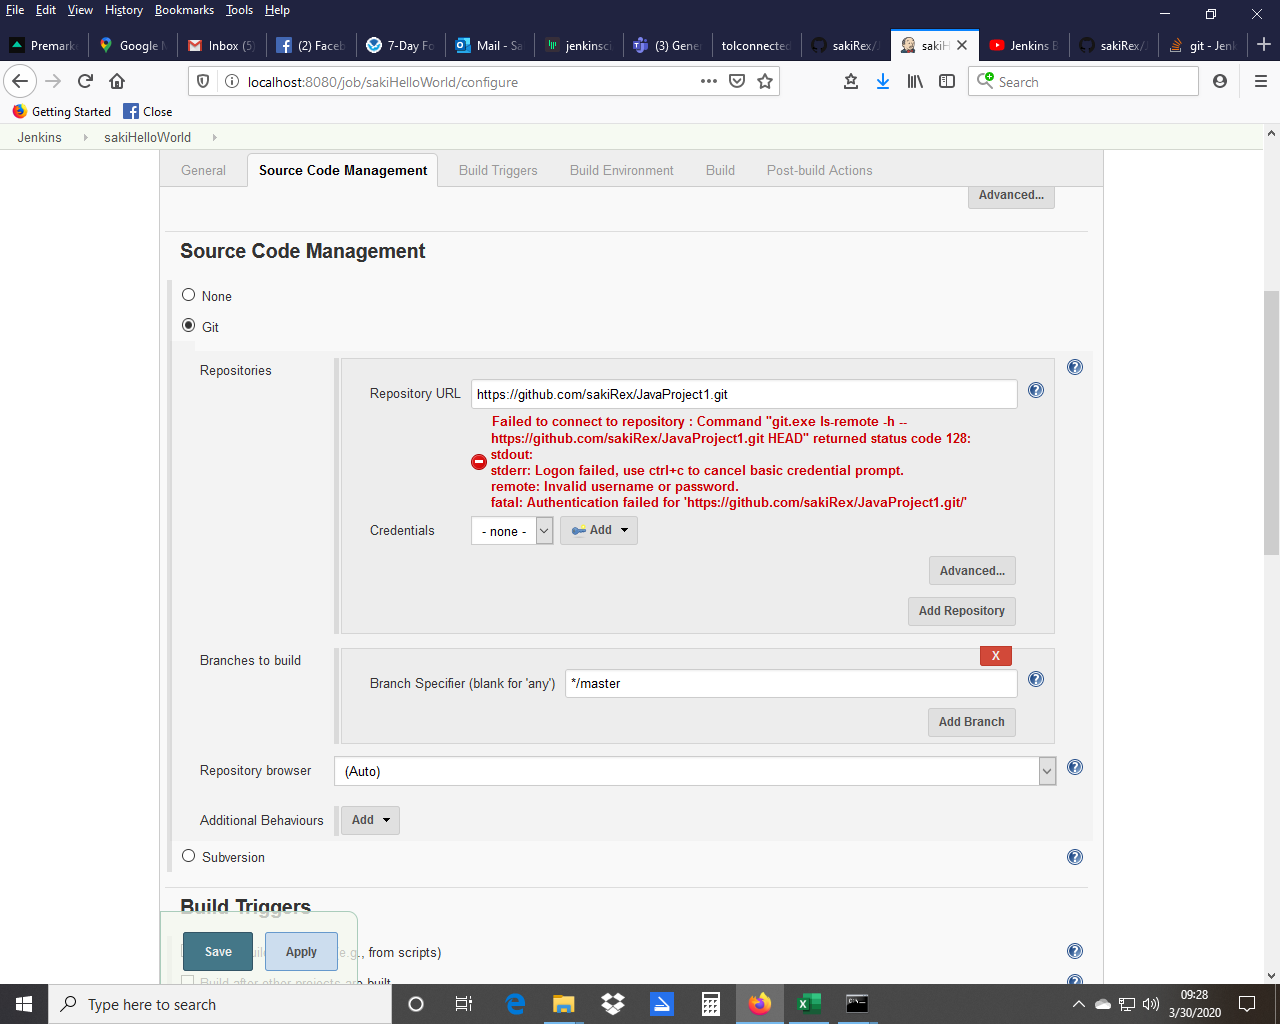 File Edit View History Bookmarks Tools Help
Premark Google M Inbox (5) (2) Faceb 7-Day Fo Mail - Sa jenkinsci (3) Gene tolconnected sakiRex/J sakiH Jenkins B sakiRex/J git - Jenk
localhost:8080/job/sakiHelloWorld/configure
Search
Getting Started Close
Jenkins sakiHelloWorld
General Source Code Management Build Triggers Build Environment Build Post-build Actions
Advanced...
Source Code Management
None
Git
Repositories
Repository URL https://github.com/sakiRex/JavaProject1.git
Failed to connect to repository : Command "git.exe ls-remote -h --
https://github.com/sakiRex/JavaProject1.git HEAD" returned status code 128:
stdout:
stderr: Logon failed, use ctrl+c to cancel basic credential prompt.
remote: Invalid username or password.
fatal: Authentication failed for 'https://github.com/sakiRex/JavaProject1.git/'
Credentials - none - Add
Advanced...
Add Repository
Branches to build
X
Branch Specifier (blank for 'any') */master
Add Branch
Repository browser (Auto)
Additional Behaviours Add
Subversion
Build Triggers
Save Apply e.g., from scripts)
Build after other projects are built
Type here to search
09:28
3/30/2020